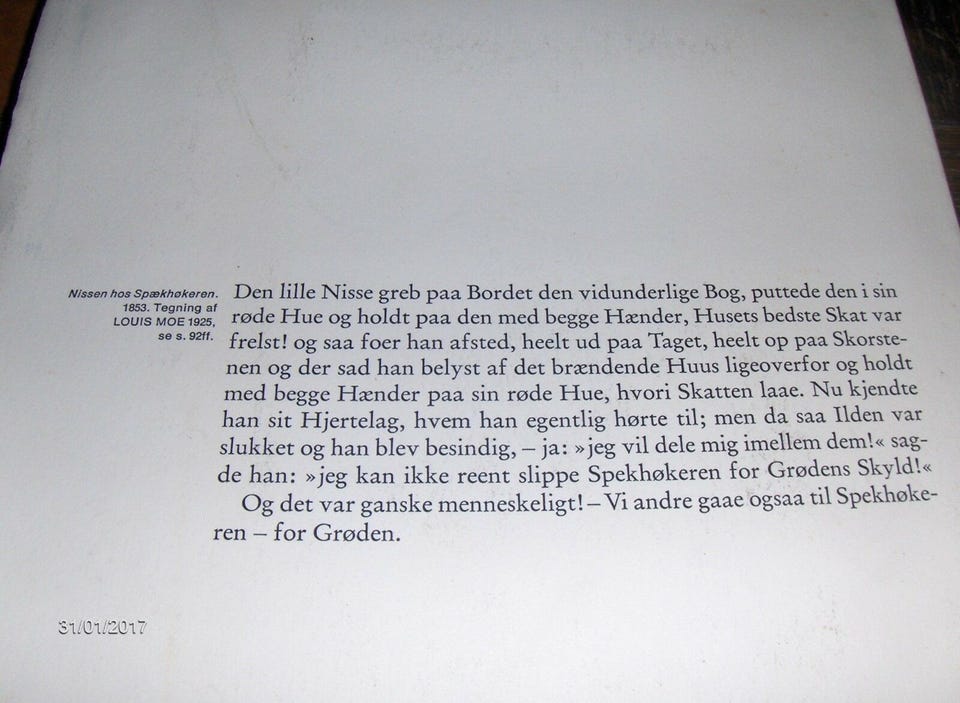 Nissen hos Spækhøkeren.
1853. Tegning af
LOUIS MOE 1925,
se s. 92ff.
Den lille Nisse greb paa Bordet den vidunderlige Bog, puttede den i sin
røde Hue og holdt paa den med begge Hænder, Husets bedste Skat var
frelst! og saa foer han afsted, heelt ud paa Taget, heelt op paa Skorste-
nen og der sad han belyst af det brændende Huus ligeoverfor og holdt
med begge Hænder paa sin røde Hue, hvori Skatten laae. Nu kjendte
han sit Hjertelag, hvem han egentlig hørte til; men da saa Ilden var
slukket og han blev besindig, – ja: »jeg vil dele mig imellem dem!« sag-
de han: »jeg kan ikke reent slippe Spekhøkeren for Grødens Skyld!«
Og det var ganske menneskeligt! – Vi andre gaae ogsaa til Spekhøke-
ren – for Grøden.
31/01/2017